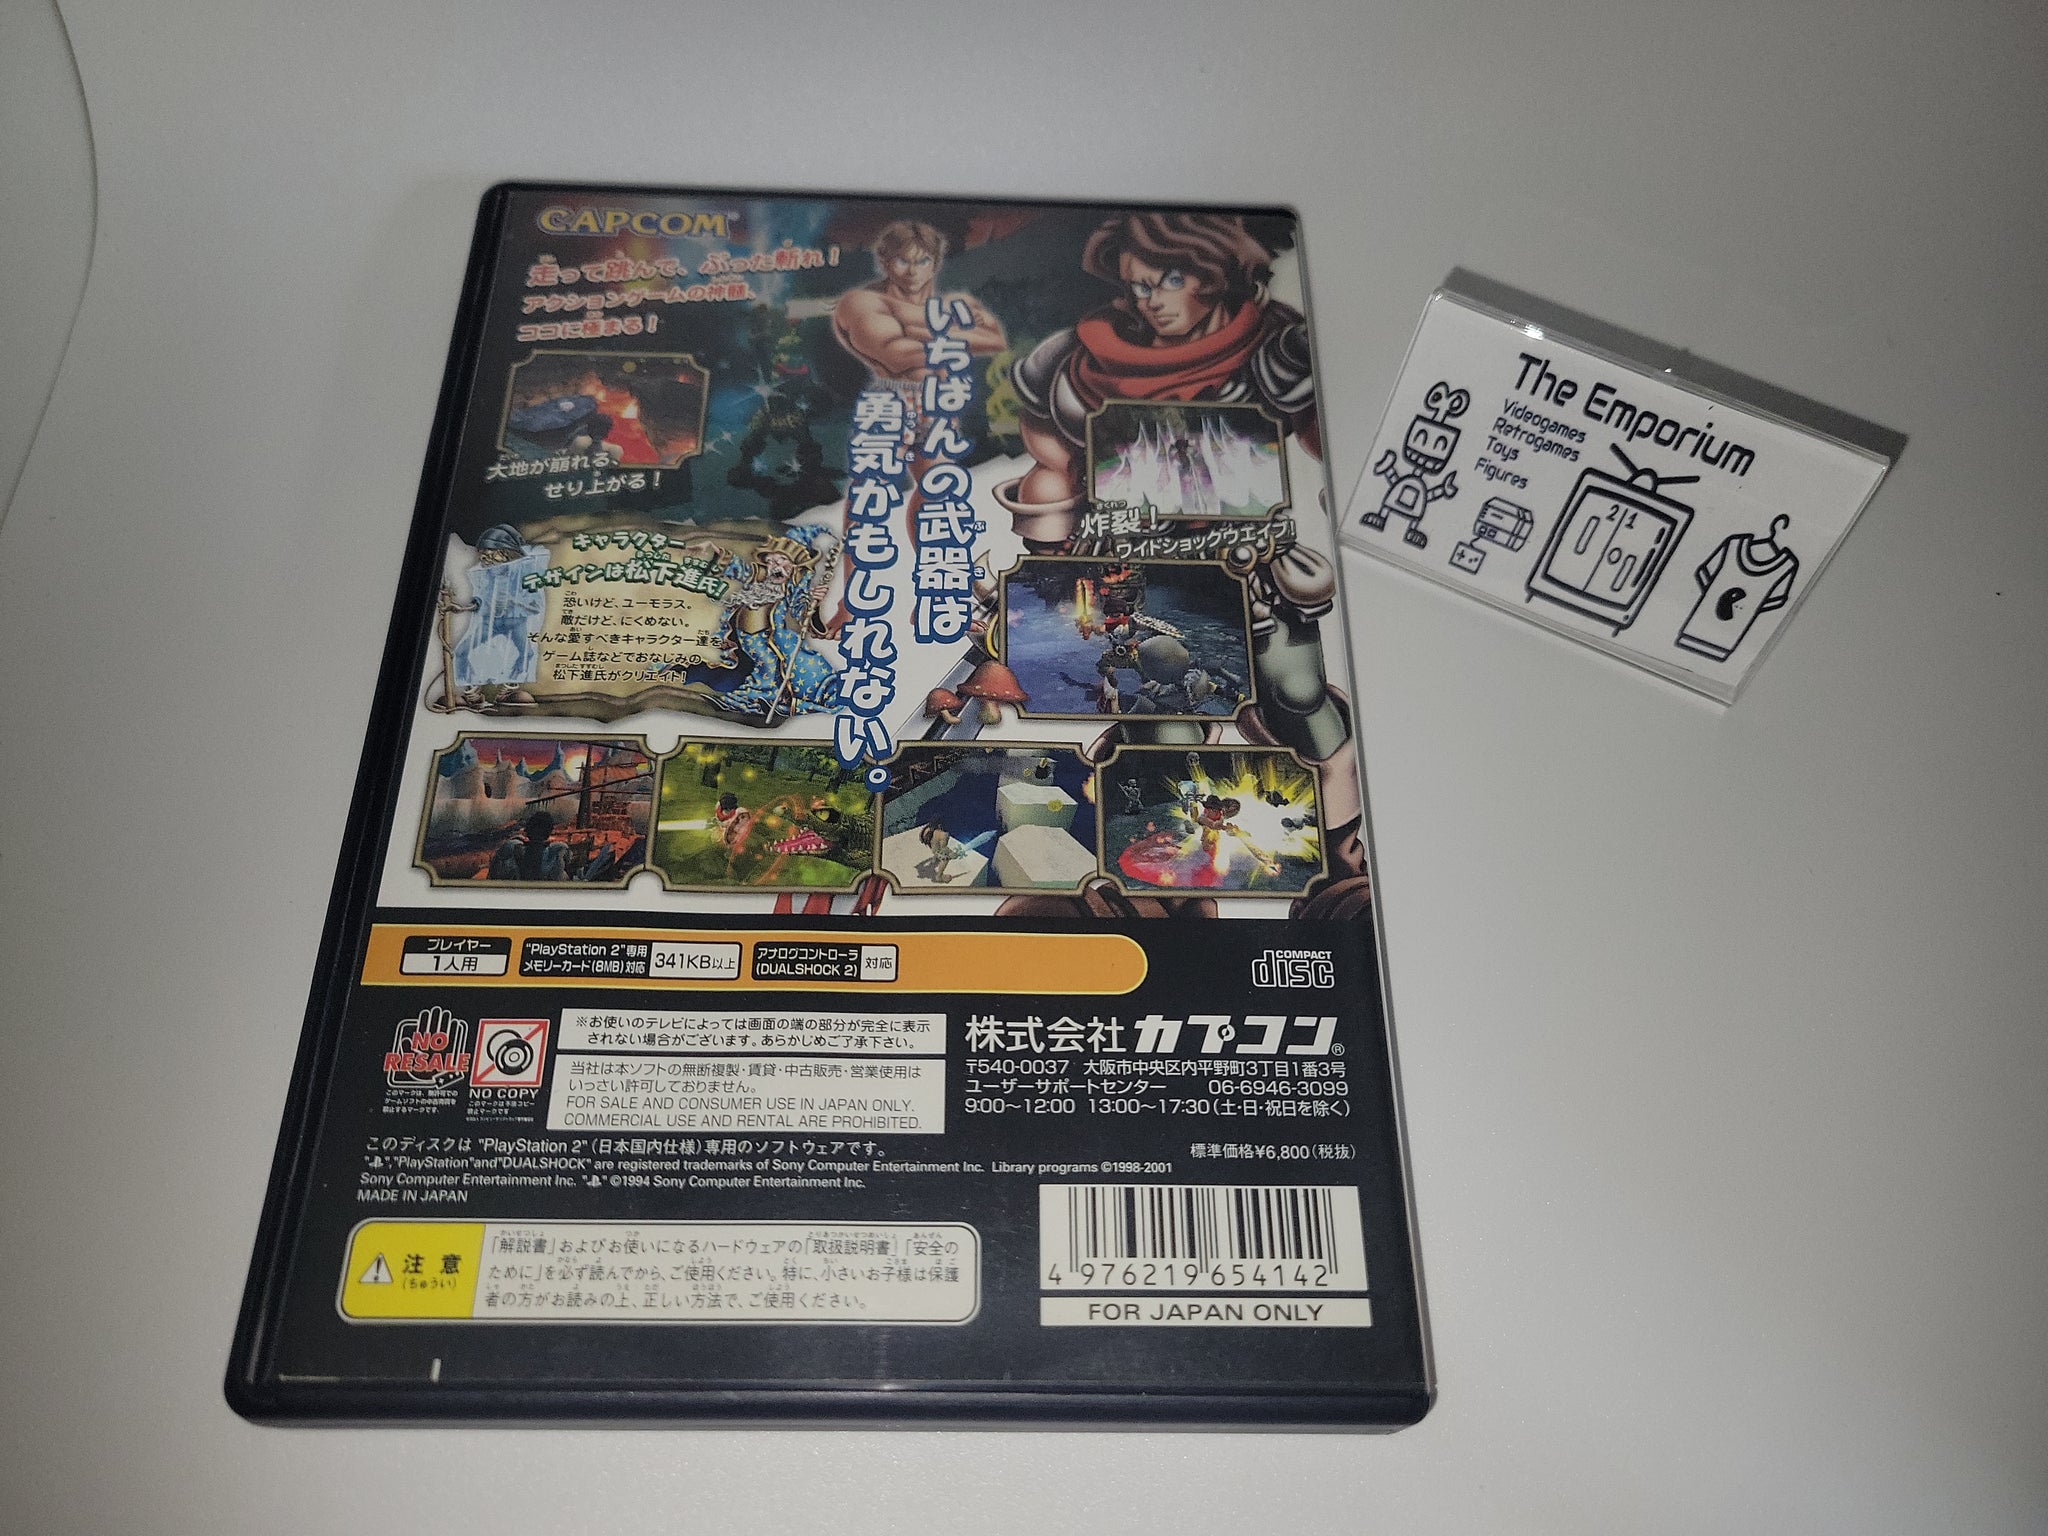 CAPCOM
走って跳んで、ぶった斬れ！
アクションゲームの神髄、
ココに極まる！
いちばんの武器は
勇気かもしれない。
大地が崩れる、
せり上がる！
炸裂！
ワイドショックウエイブ！
キャラクター
デザインは松下進氏！
恐いけど、ユーモラス。
敵だけど、にくめない。
そんな愛すべきキャラクター達を
ゲーム誌などでおなじみの
松下進氏がクリエイト！
プレイヤー
1人用
"PlayStation 2"専用
メモリーカード(8MB)対応
341KB以上
アナログコントローラ
(DUALSHOCK 2)
対応
COMPACT
disc
NO
RESALE
NO COPY
※お使いのテレビによっては画面の端の部分が完全に表示
されない場合がございます。あらかじめご了承下さい。
当社は本ソフトの無断複製・賃貸・中古販売・営業使用は
いっさい許可しておりません。
FOR SALE AND CONSUMER USE IN JAPAN ONLY.
COMMERCIAL USE AND RENTAL ARE PROHIBITED.
株式会社カプコン®
〒540-0037 大阪市中央区内平野町3丁目1番3号
ユーザーサポートセンター 06-6946-3099
9:00〜12:00 13:00〜17:30(土・日・祝日を除く)
このディスクは "PlayStation 2"(日本国内仕様)専用のソフトウェアです。
標準価格¥6,800(税抜)
"PlayStation"and"DUALSHOCK" are registered trademarks of Sony Computer Entertainment Inc. Library programs ©1998-2001
Sony Computer Entertainment Inc. ©1994 Sony Computer Entertainment Inc.
MADE IN JAPAN
注意
(ちゅうい)
「解説書」およびお使いになるハードウェアの「取扱説明書」「安全の
ために」を必ず読んでから、ご使用ください。特に、小さいお子様は保護
者の方がお読みの上、正しい方法で、ご使用ください。
4 976219 654142
FOR JAPAN ONLY
The Emporium
Videogames
Retrogames
Toys
Figures
21